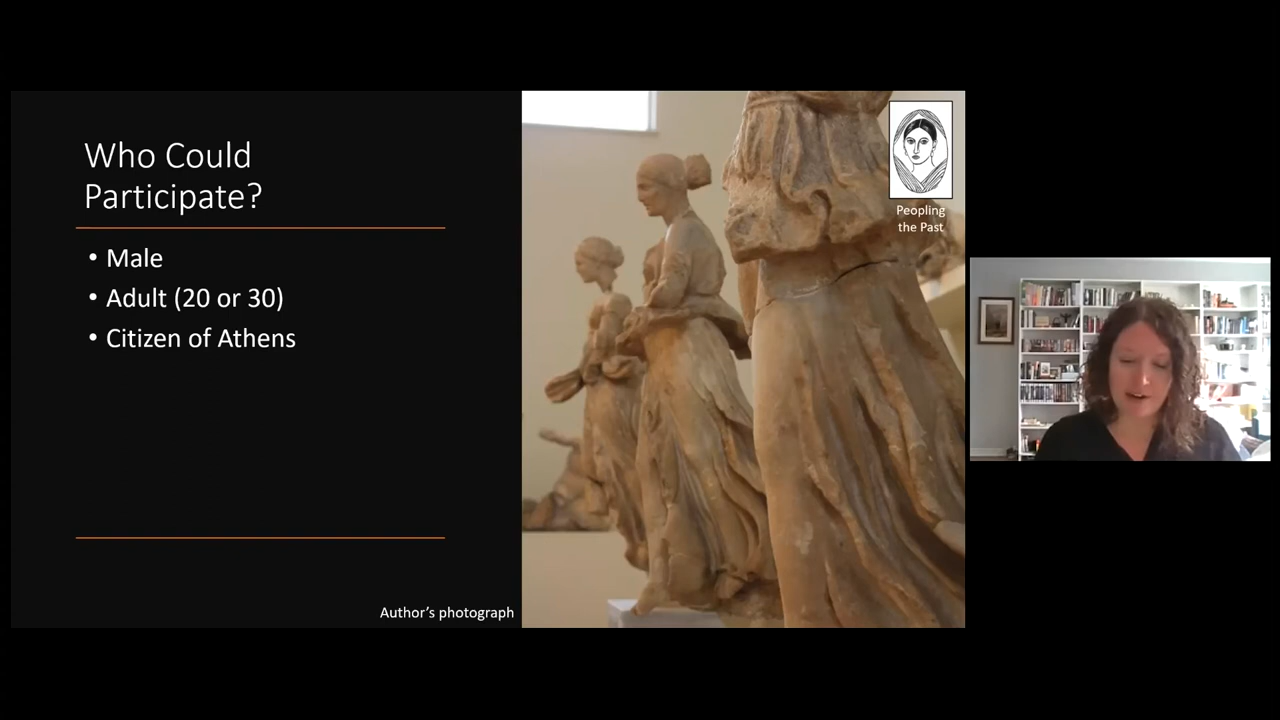 Who Could
Participate?
• Male
• Adult (20 or 30)
• Citizen of Athens
Author's photograph
Peopling
the Past